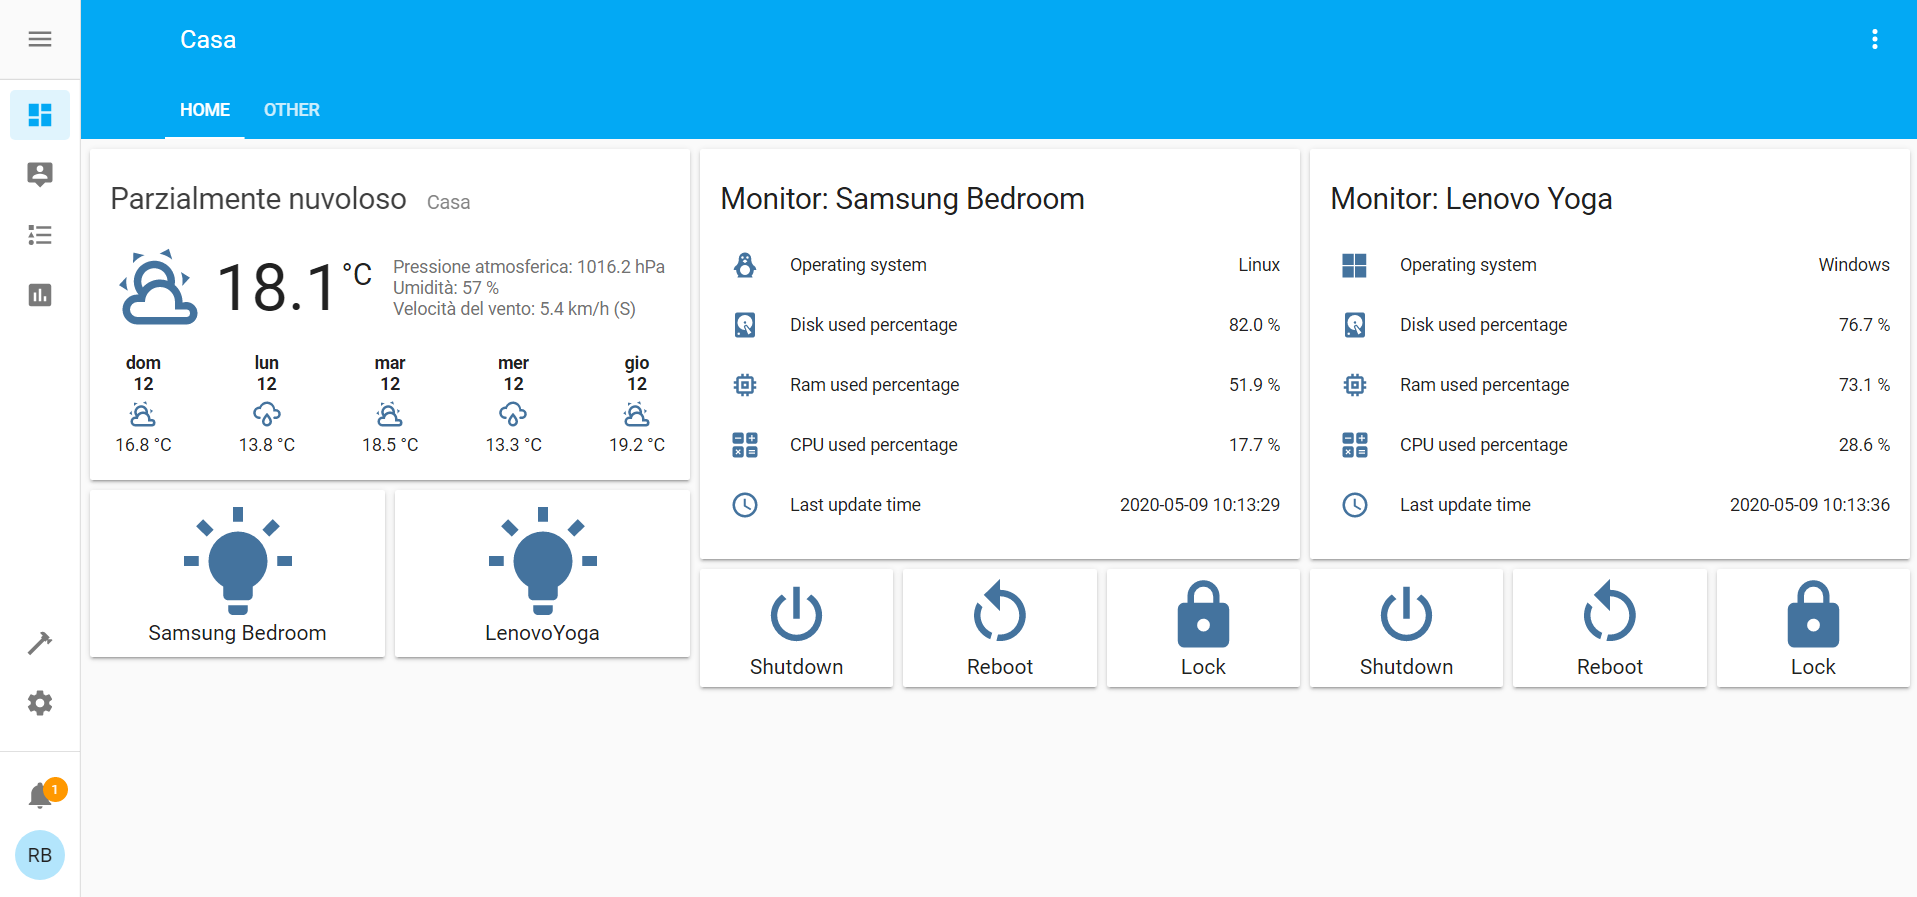 Casa
HOME OTHER
Parzialmente nuvoloso Casa
18.1 °C
Pressione atmosferica: 1016.2 hPa
Umidità: 57 %
Velocità del vento: 5.4 km/h (S)
dom lun mar mer gio
12 12 12 12 12
16.8 °C 13.8 °C 18.5 °C 13.3 °C 19.2 °C
Samsung Bedroom
LenovoYoga
Monitor: Samsung Bedroom
Operating system Linux
Disk used percentage 82.0 %
Ram used percentage 51.9 %
CPU used percentage 17.7 %
Last update time 2020-05-09 10:13:29
Shutdown
Reboot
Lock
Monitor: Lenovo Yoga
Operating system Windows
Disk used percentage 76.7 %
Ram used percentage 73.1 %
CPU used percentage 28.6 %
Last update time 2020-05-09 10:13:36
Shutdown
Reboot
Lock
1
RB